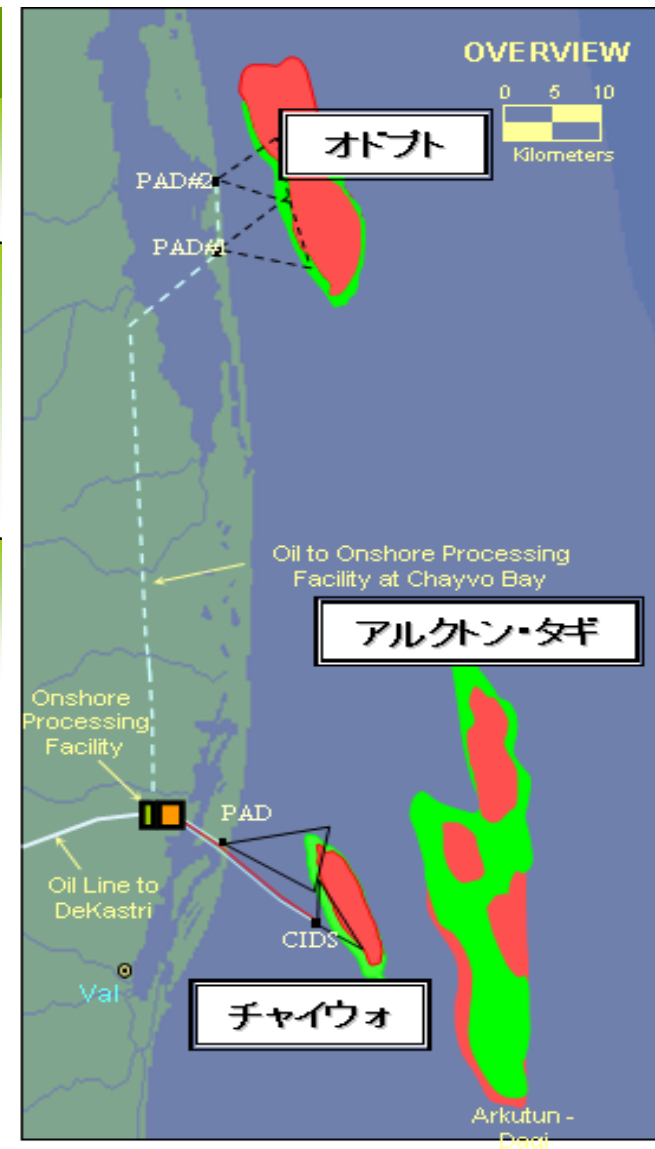 OVERVIEW
0 5 10
Kilometers
オドプト
PAD#2
PAD#1
Oil to Onshore Processing
Facility at Chayvo Bay
アルクトン・タギ
Onshore
Processing
Facility
PAD
Oil Line to
DeKastri
CIDS
Val
チャイウォ
Arkutun -
Dagi